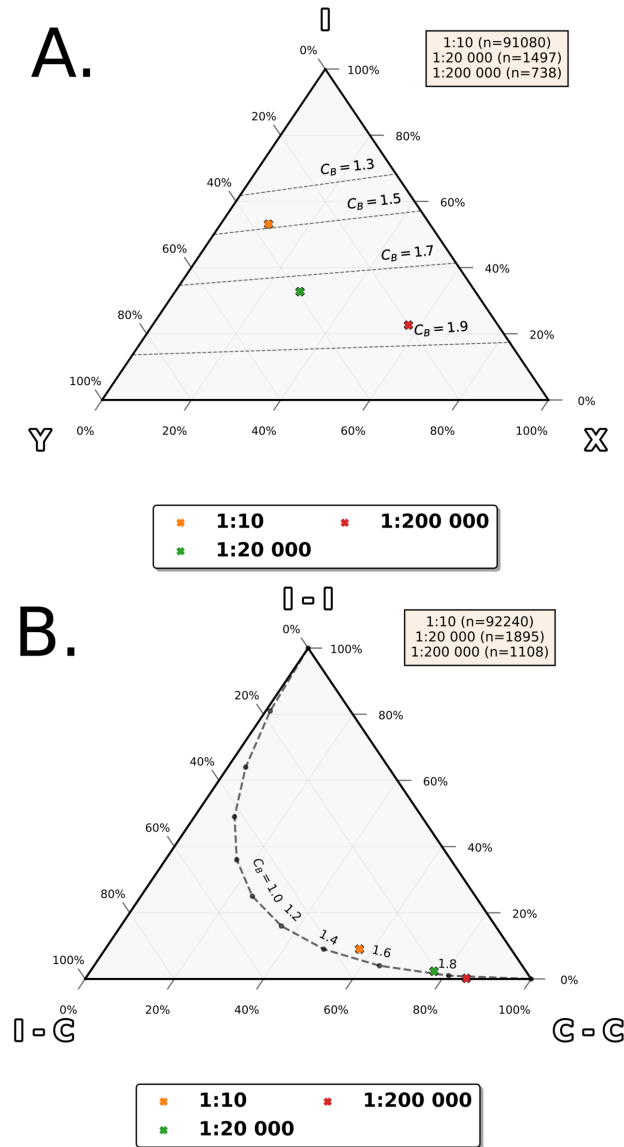 A.
I
1:10 (n=91080)
1:20 000 (n=1497)
1:200 000 (n=738)
0%
100%
20%
80%
C_B = 1.3
40%
60%
C_B = 1.5
60%
C_B = 1.7
40%
80%
C_B = 1.9
20%
100%
0%
Y
0%
20%
40%
60%
80%
100%
X
1:10
1:200 000
1:20 000
B.
I - I
1:10 (n=92240)
1:20 000 (n=1895)
1:200 000 (n=1108)
0%
100%
20%
80%
40%
60%
60%
40%
C_B = 1.0
80%
1.2
20%
1.4
1.6
1.8
100%
0%
0%
20%
40%
60%
80%
100%
I - C
C - C
1:10
1:200 000
1:20 000